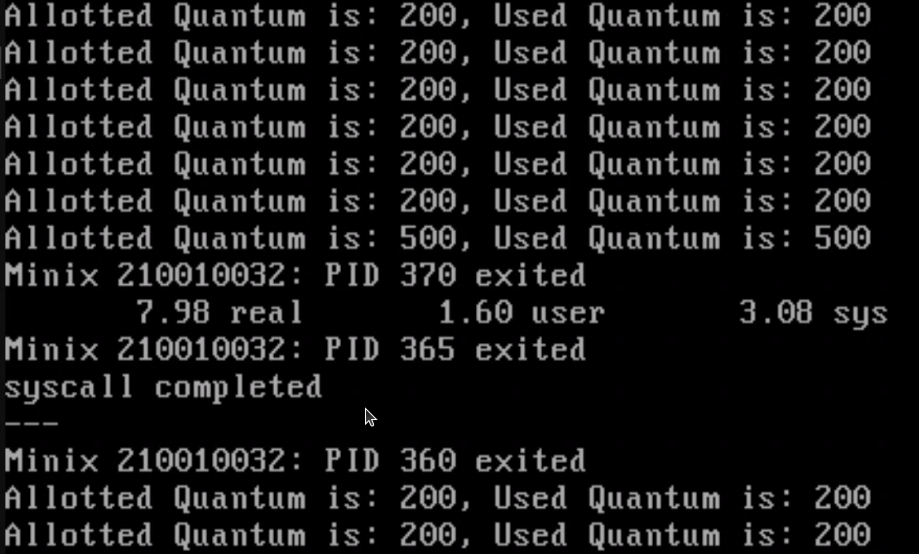 Allotted Quantum is: 200, Used Quantum is: 200
Allotted Quantum is: 200, Used Quantum is: 200
Allotted Quantum is: 200, Used Quantum is: 200
Allotted Quantum is: 200, Used Quantum is: 200
Allotted Quantum is: 200, Used Quantum is: 200
Allotted Quantum is: 200, Used Quantum is: 200
Allotted Quantum is: 500, Used Quantum is: 500
Minix 210010032: PID 370 exited
7.98 real 1.60 user 3.08 sys
Minix 210010032: PID 365 exited
syscall completed
---
Minix 210010032: PID 360 exited
Allotted Quantum is: 200, Used Quantum is: 200
Allotted Quantum is: 200, Used Quantum is: 200